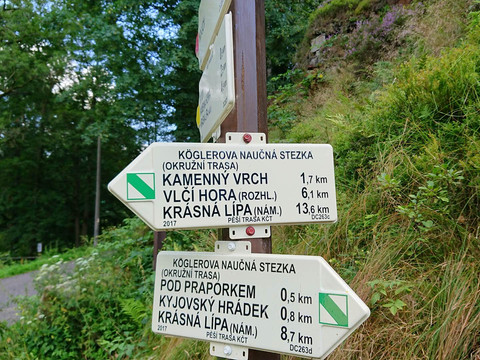 KÖGLEROVA NAUČNÁ STEZKA
(OKRUŽNÍ TRASA)
KAMENNÝ VRCH 1,7 km
VLČÍ HORA (ROZHL.) 6,1 km
KRÁSNÁ LÍPA (NÁM.) 13,6 km
2017 PĚŠÍ TRASA KČT DC263c
KÖGLEROVA NAUČNÁ STEZKA
(OKRUŽNÍ TRASA)
POD PRAPORKEM 0,5 km
KYJOVSKÝ HRÁDEK 0,8 km
KRÁSNÁ LÍPA (NÁM.) 8,7 km
2017 PĚŠÍ TRASA KČT DC263d